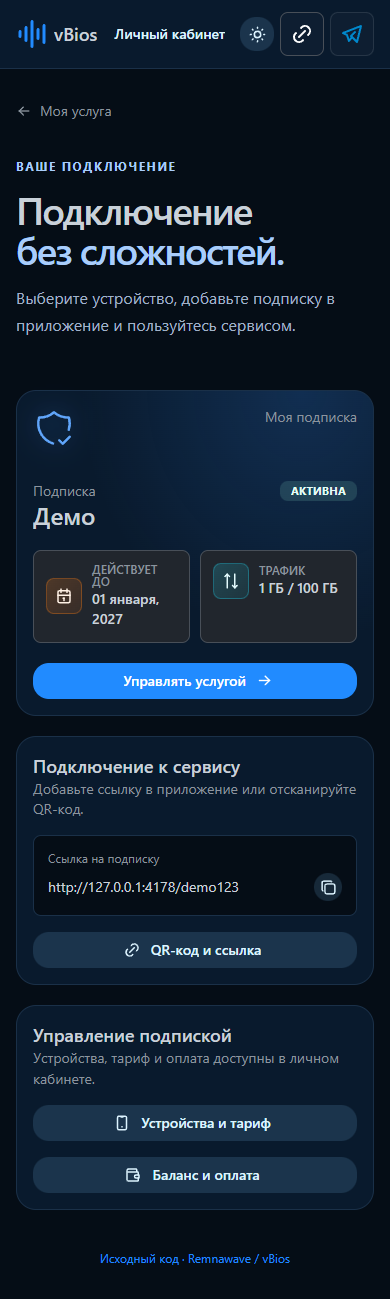 vBios Личный кабинет
Моя услуга
ВАШЕ ПОДКЛЮЧЕНИЕ
Подключение
без сложностей.
Выберите устройство, добавьте подписку в
приложение и пользуйтесь сервисом.
Моя подписка
Подписка
АКТИВНА
Демо
ДЕЙСТВУЕТ
ДО
01 января,
2027
ТРАФИК
1 ГБ / 100 ГБ
Управлять услугой
Подключение к сервису
Добавьте ссылку в приложение или отсканируйте
QR-код.
Ссылка на подписку
http://127.0.0.1:4178/demo123
QR-код и ссылка
Управление подпиской
Устройства, тариф и оплата доступны в личном
кабинете.
Устройства и тариф
Баланс и оплата
Исходный код · Remnawave / vBios